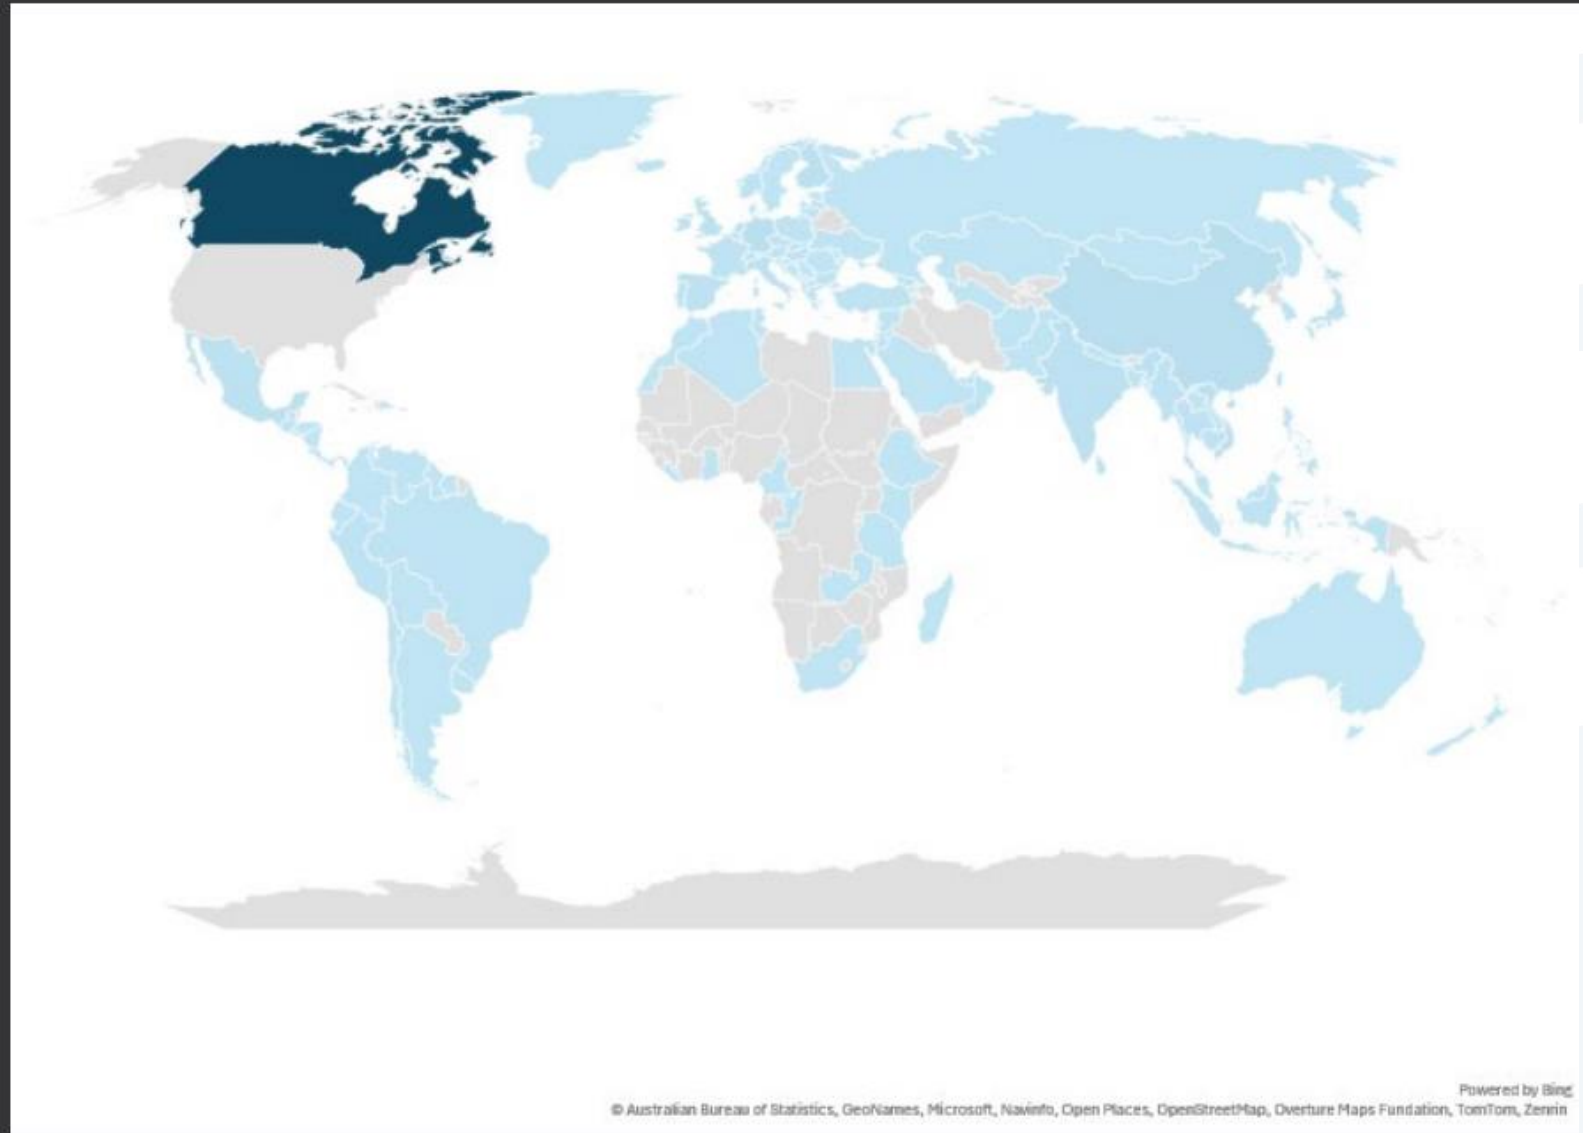 Powered by Bing
© Australian Bureau of Statistics, GeoNames, Microsoft, Navinfo, Open Places, OpenStreetMap, Overture Maps Fundation, TomTom, Zenrin